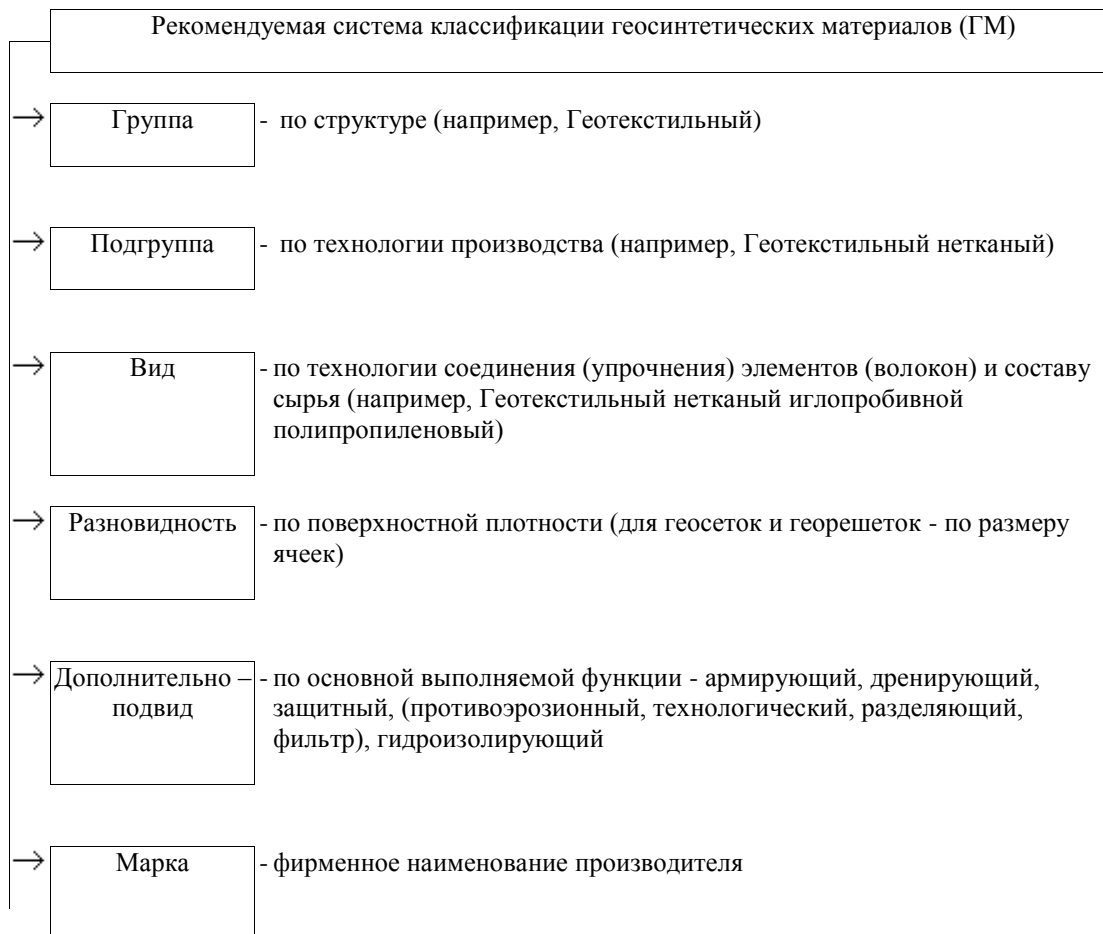 Рекомендуемая система классификации геосинтетических материалов (ГМ)
Группа - по структуре (например, Геотекстильный)
Подгруппа - по технологии производства (например, Геотекстильный нетканый)
Вид - по технологии соединения (упрочнения) элементов (волокон) и составу
сырья (например, Геотекстильный нетканый иглопробивной
полипропиленовый)
Разновидность - по поверхностной плотности (для геосеток и георешеток - по размеру
ячеек)
Дополнительно – - по основной выполняемой функции - армирующий, дренирующий,
подвид защитный, (противоэрозионный, технологический, разделяющий,
фильтр), гидроизолирующий
Марка - фирменное наименование производителя